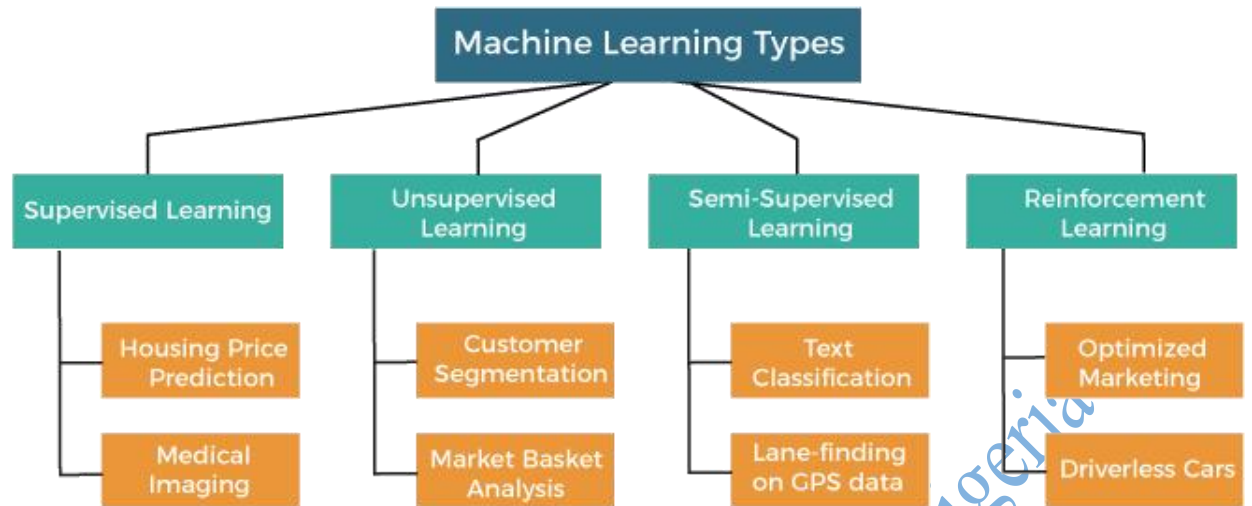 Machine Learning Types
Supervised Learning
Unsupervised
Learning
Semi-Supervised
Learning
Reinforcement
Learning
Housing Price
Prediction
Medical
Imaging
Customer
Segmentation
Market Basket
Analysis
Text
Classification
Lane-finding
on GPS data
Optimized
Marketing
Driverless Cars